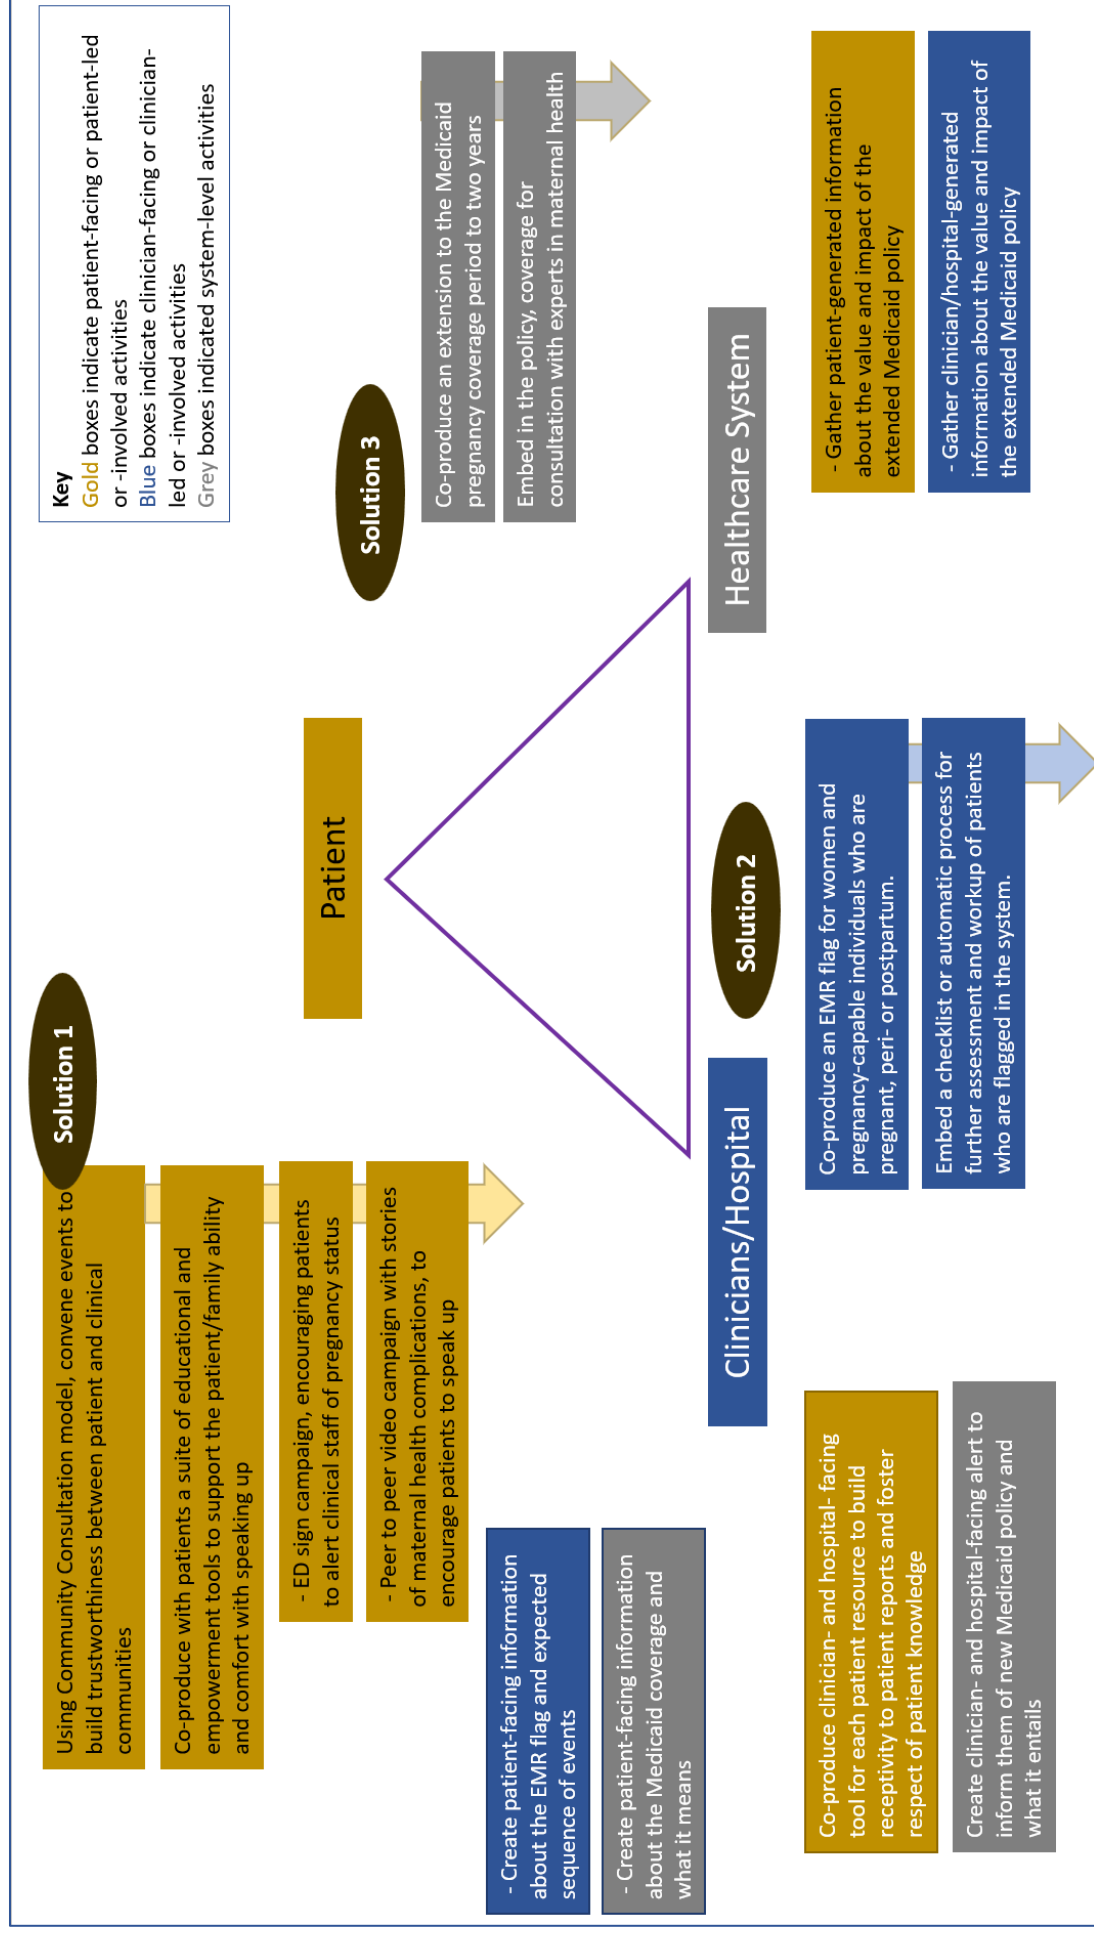 Solution 1
Using Community Consultation model, convene events to
build trustworthiness between patient and clinical
communities
Co-produce with patients a suite of educational and
empowerment tools to support the patient/family ability
and comfort with speaking up
- ED sign campaign, encouraging patients
to alert clinical staff of pregnancy status
- Peer to peer video campaign with stories
of maternal health complications, to
encourage patients to speak up
- Create patient-facing information
about the EMR flag and expected
sequence of events
- Create patient-facing information
about the Medicaid coverage and
what it means
Patient
Key
Gold boxes indicate patient-facing or patient-led
or -involved activities
Blue boxes indicate clinician-facing or clinician-
led or -involved activities
Grey boxes indicated system-level activities
Solution 3
Co-produce an extension to the Medicaid
pregnancy coverage period to two years
Embed in the policy, coverage for
consultation with experts in maternal health
Clinicians/Hospital
Solution 2
Healthcare System
Co-produce clinician- and hospital- facing
tool for each patient resource to build
receptivity to patient reports and foster
respect of patient knowledge
Create clinician- and hospital-facing alert to
inform them of new Medicaid policy and
what it entails
Co-produce an EMR flag for women and
pregnancy-capable individuals who are
pregnant, peri- or postpartum.
Embed a checklist or automatic process for
further assessment and workup of patients
who are flagged in the system.
- Gather patient-generated information
about the value and impact of the
extended Medicaid policy
- Gather clinician/hospital-generated
information about the value and impact of
the extended Medicaid policy